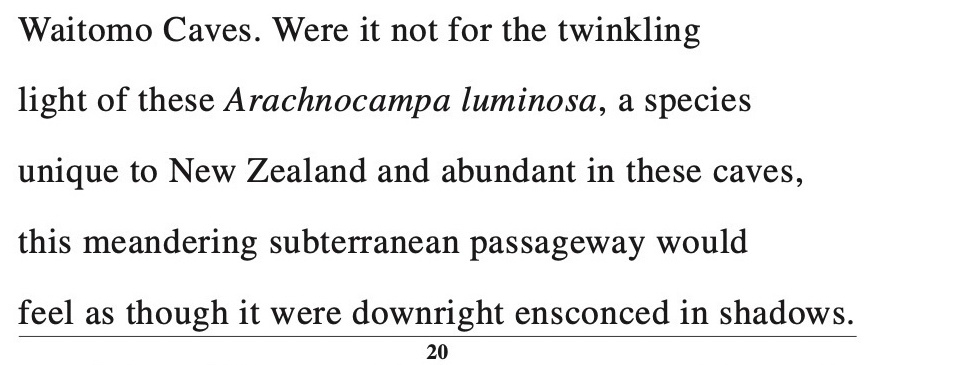 Waitomo Caves. Were it not for the twinkling
light of these Arachnocampa luminosa, a species
unique to New Zealand and abundant in these caves,
this meandering subterranean passageway would
feel as though it were downright ensconced in shadows.
20